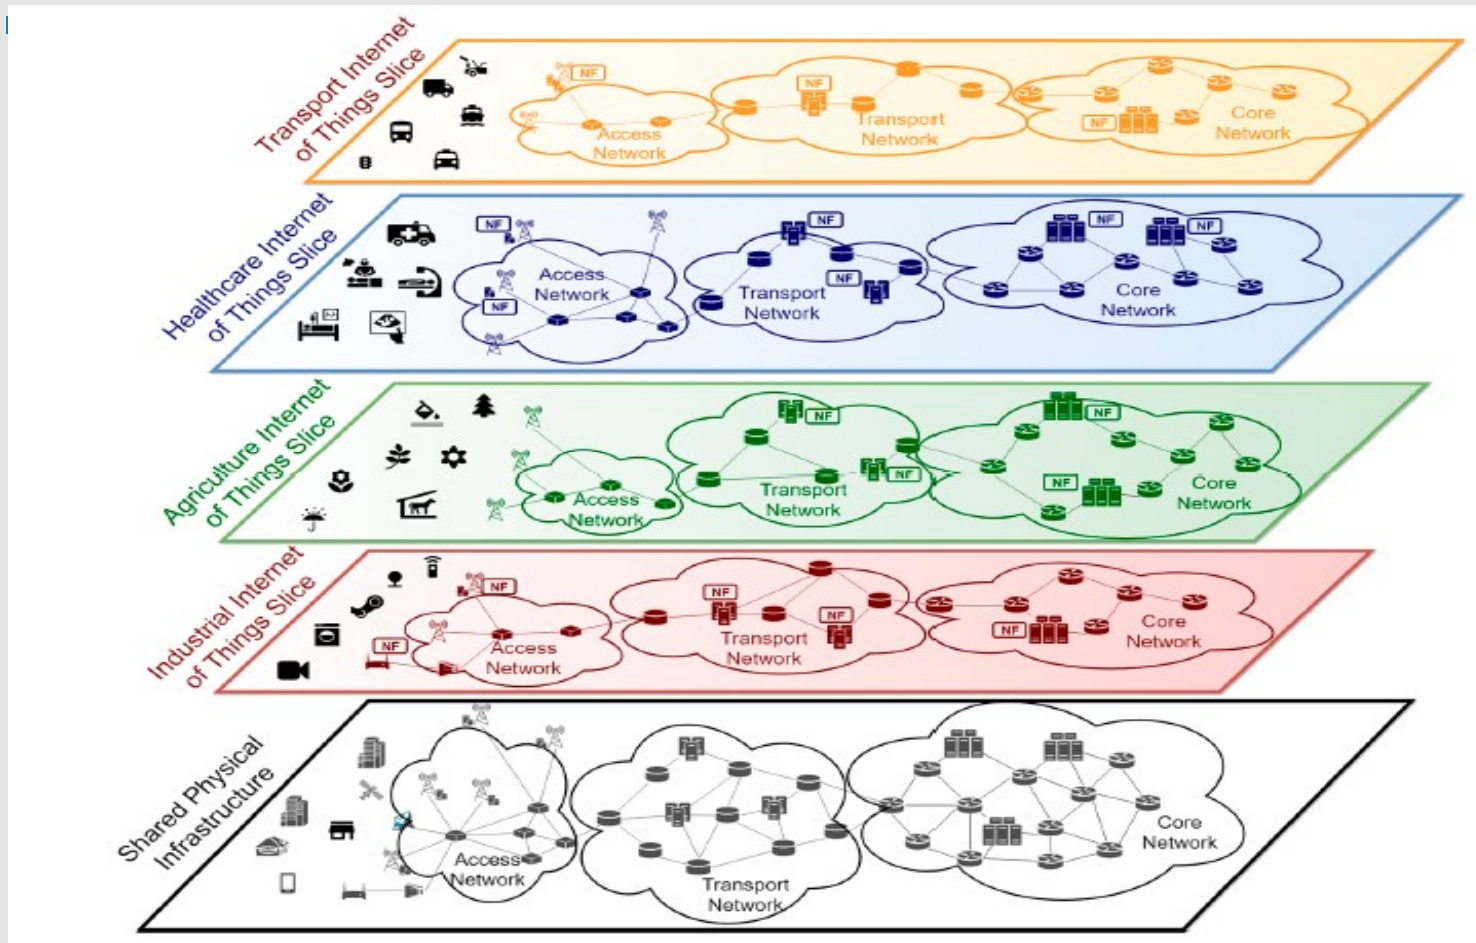 Transport Internet
of Things Slice
NF
Access
Network
NF
Transport
Network
NF
Core
Network
Healthcare Internet
of Things Slice
NF
NF
Access
Network
NF
NF
Transport
Network
NF
NF
Core
Network
Agriculture Internet
of Things Slice
Access
Network
NF
NF
Transport
Network
NF
NF
Core
Network
Industrial Internet
of Things Slice
NF
NF
Access
Network
NF
NF
Transport
Network
NF
Core
Network
Shared Physical
Infrastructure
Access
Network
Transport
Network
Core
Network